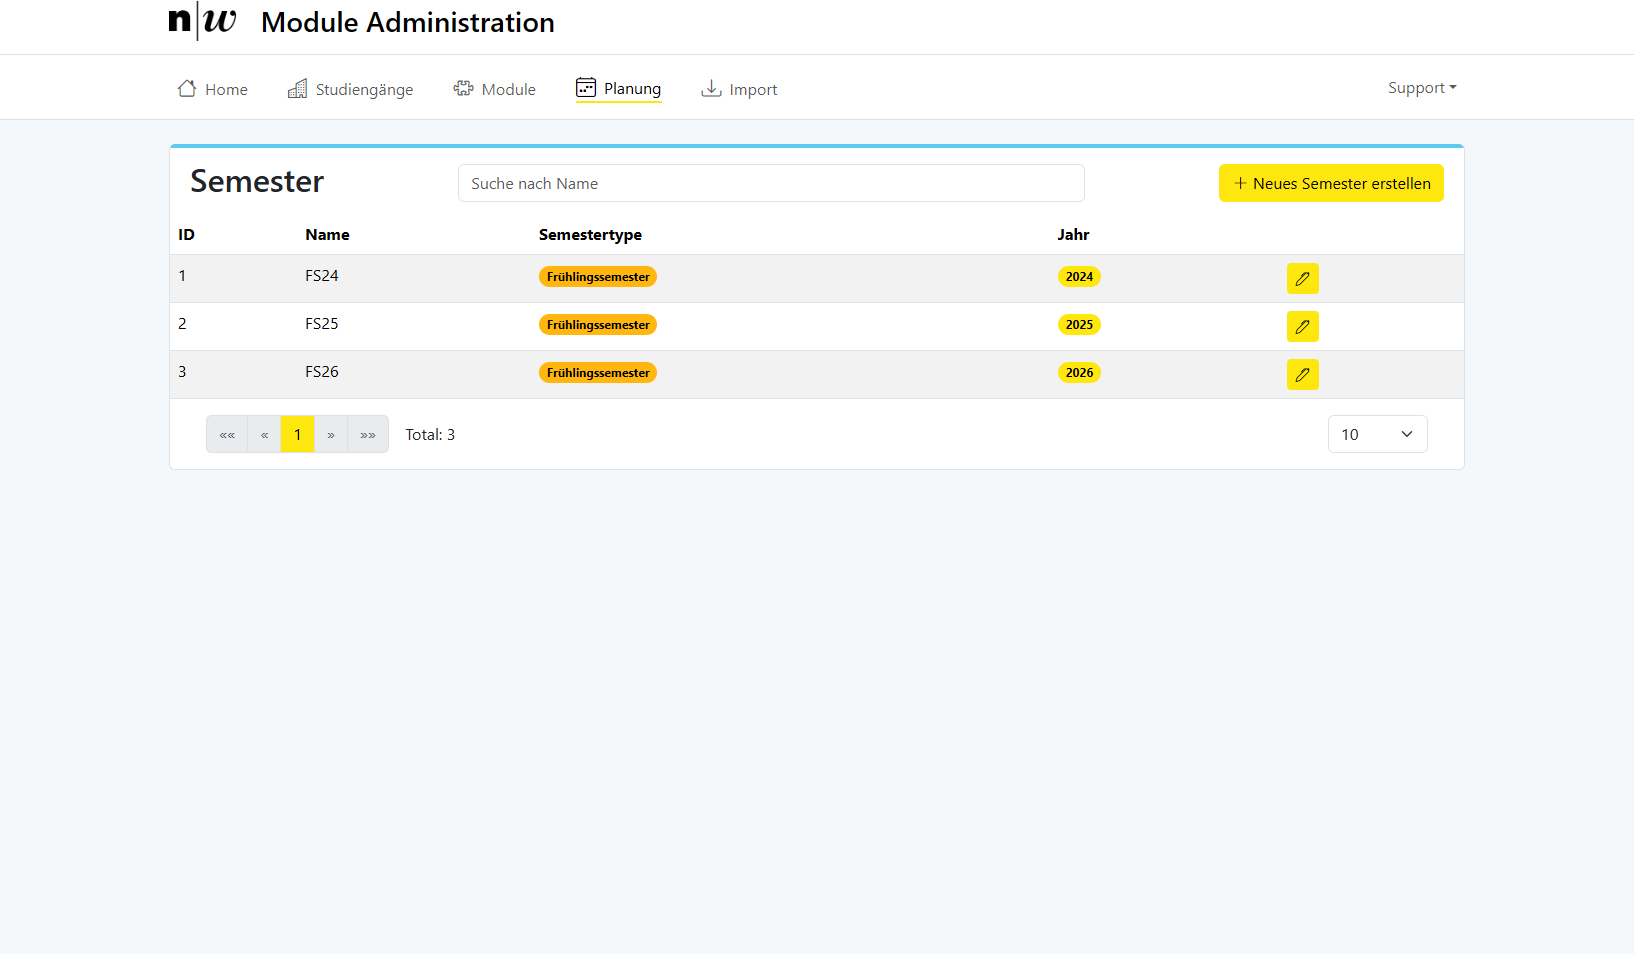 n|w Module Administration
Home Studiengänge Module Planung Import Support
Semester Suche nach Name + Neues Semester erstellen
ID Name Semestertype Jahr
1 FS24 Frühlingssemester 2024
2 FS25 Frühlingssemester 2025
3 FS26 Frühlingssemester 2026
«« « 1 » »» Total: 3 10